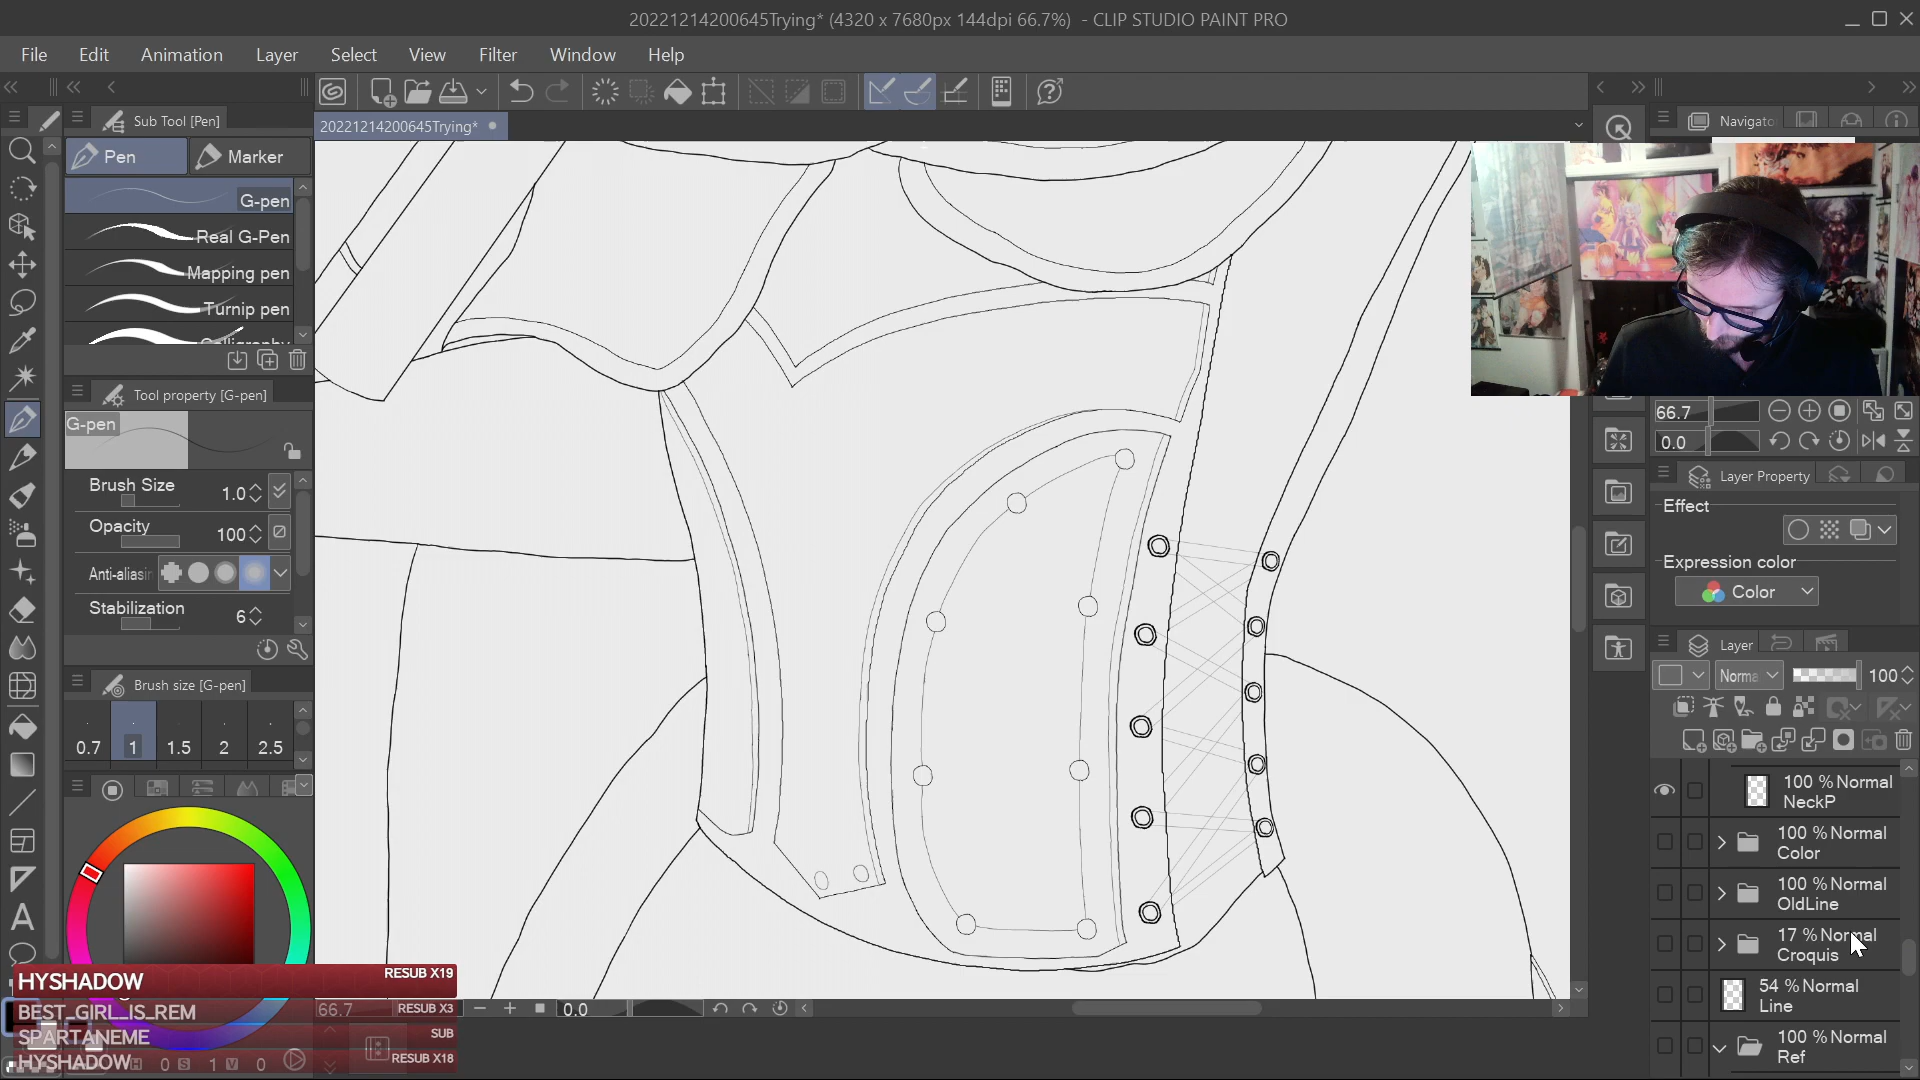 20221214200645Trying* (4320 x 7680px 144dpi 66.7%) - CLIP STUDIO PAINT PRO
File Edit Animation Layer Select View Filter Window Help
Sub Tool [Pen]
20221214200645Trying*
Navigato
Pen
Marker
G-pen
Real G-Pen
Mapping pen
Turnip pen
Calligraphy
Tool property [G-pen]
G-pen
Brush Size 1.0
Opacity 100
Anti-aliasin
Stabilization 6
Brush size [G-pen]
0.7 1 1.5 2 2.5
66.7
0.0
Layer Property
Effect
Expression color
Color
Layer
Norma 100
100 % Normal
NeckP
100 % Normal
Color
100 % Normal
OldLine
17 % Normal
Croquis
54 % Normal
Line
100 % Normal
Ref
HYSHADOW RESUB X19
BEST_GIRL_IS_REM RESUB X3
SPARTANEME SUB
HYSHADOW RESUB X18
66.7
0.0
H 0 S 1 V 0